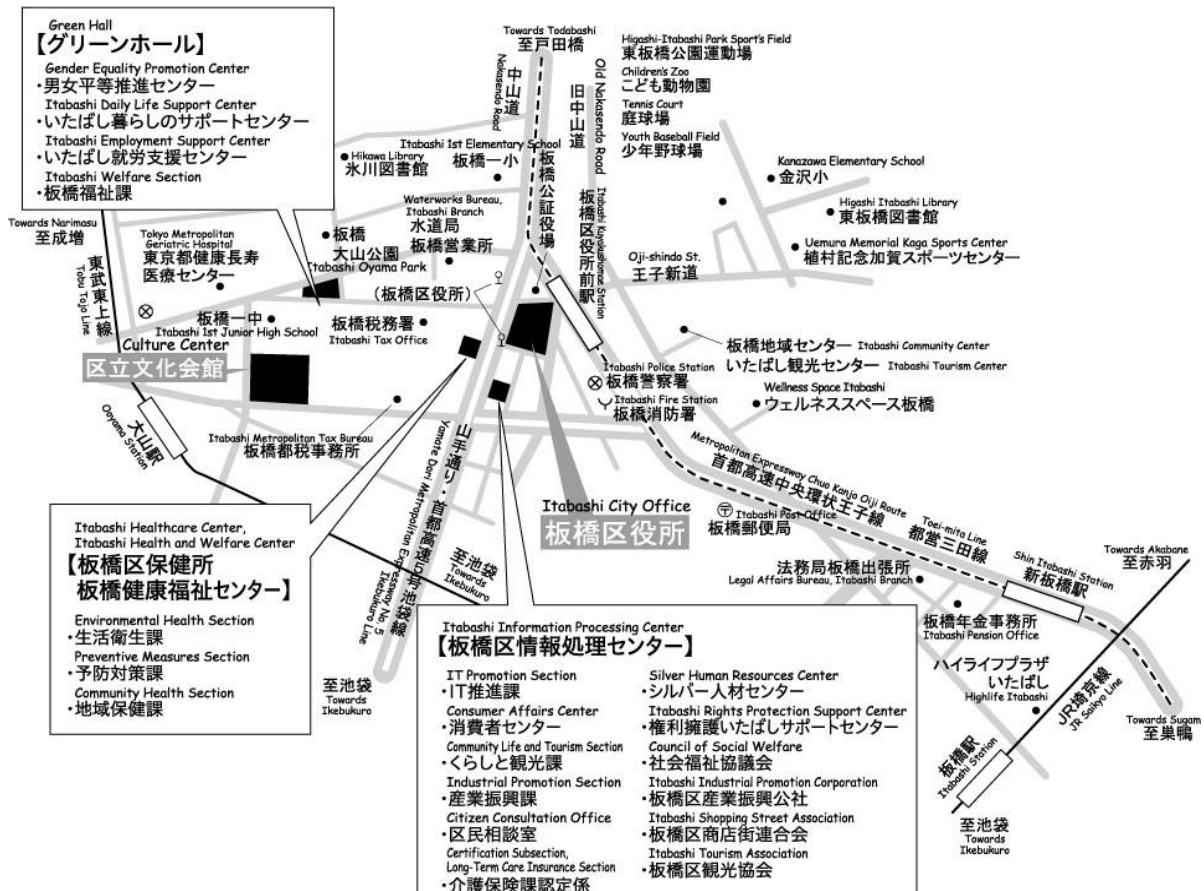 Green Hall
【グリーンホール】
Gender Equality Promotion Center
・男女平等推進センター
Itabashi Daily Life Support Center
・いたばし暮らしのサポートセンター
Itabashi Employment Support Center
・いたばし就労支援センター
Itabashi Welfare Section
・板橋福祉課
Towards Todabashi
至戸田橋
中山道
Nakasendo Road
Old Nakasendo Road
旧中山道
Higashi-Itabashi Park Sport's Field
東板橋公園運動場
Children's Zoo
こども動物園
Tennis Court
庭球場
Youth Baseball Field
少年野球場
Hikawa Library
氷川図書館
Itabashi 1st Elementary School
板橋一小
板橋公証役場
Itabashi Kuyakushomae Station
板橋区役所前駅
Kanazawa Elementary School
金沢小
Higashi Itabashi Library
東板橋図書館
Uemura Memorial Kaga Sports Center
植村記念加賀スポーツセンター
Oji-shindo St.
王子新道
Towards Narimasu
至成増
東武東上線
Tobu Tojo Line
Tokyo Metropolitan
Geriatric Hospital
東京都健康長寿
医療センター
板橋
大山公園
Itabashi Oyama Park
Waterworks Bureau,
Itabashi Branch
水道局
板橋営業所
(板橋区役所)
板橋一中
Itabashi 1st Junior High School
板橋税務署
Itabashi Tax Office
Culture Center
区立文化会館
板橋地域センター Itabashi Community Center
いたばし観光センター Itabashi Tourism Center
Itabashi Police Station
板橋警察署
Itabashi Fire Station
板橋消防署
Wellness Space Itabashi
ウェルネススペース板橋
Ooyama Station
大山駅
Itabashi Metropolitan Tax Bureau
板橋都税事務所
山手通り・首都高速5号池袋線
Yamate Dori Metropolitan Expressway No. 5
Ikebukuro Line
Metropolitan Expressway Chuo Kanjo Oiji Route
首都高速中央環状王子線
Toei-mita Line
都営三田線
Itabashi City Office
板橋区役所
Itabashi Post Office
板橋郵便局
法務局板橋出張所
Legal Affairs Bureau, Itabashi Branch
Shin Itabashi Station
新板橋駅
Towards Akabane
至赤羽
板橋年金事務所
Itabashi Pension Office
ハイライフプラザ
いたばし
Highlife Itabashi
JR埼京線
JR Saikyo Line
Towards Sugam
至巣鴨
板橋駅
Itabashi Station
至池袋
Towards
Ikebukuro
至池袋
Towards
Ikebukuro
至池袋
Towards
Ikebukuro
Itabashi Healthcare Center,
Itabashi Health and Welfare Center
【板橋区保健所
板橋健康福祉センター】
Environmental Health Section
・生活衛生課
Preventive Measures Section
・予防対策課
Community Health Section
・地域保健課
Itabashi Information Processing Center
【板橋区情報処理センター】
IT Promotion Section
・IT推進課
Consumer Affairs Center
・消費者センター
Community Life and Tourism Section
・くらしと観光課
Industrial Promotion Section
・産業振興課
Citizen Consultation Office
・区民相談室
Certification Subsection,
Long-Term Care Insurance Section
・介護保険課認定係
Silver Human Resources Center
・シルバー人材センター
Itabashi Rights Protection Support Center
・権利擁護いたばしサポートセンター
Council of Social Welfare
・社会福祉協議会
Itabashi Industrial Promotion Corporation
・板橋区産業振興公社
Itabashi Shopping Street Association
・板橋区商店街連合会
Itabashi Tourism Association
・板橋区観光協会